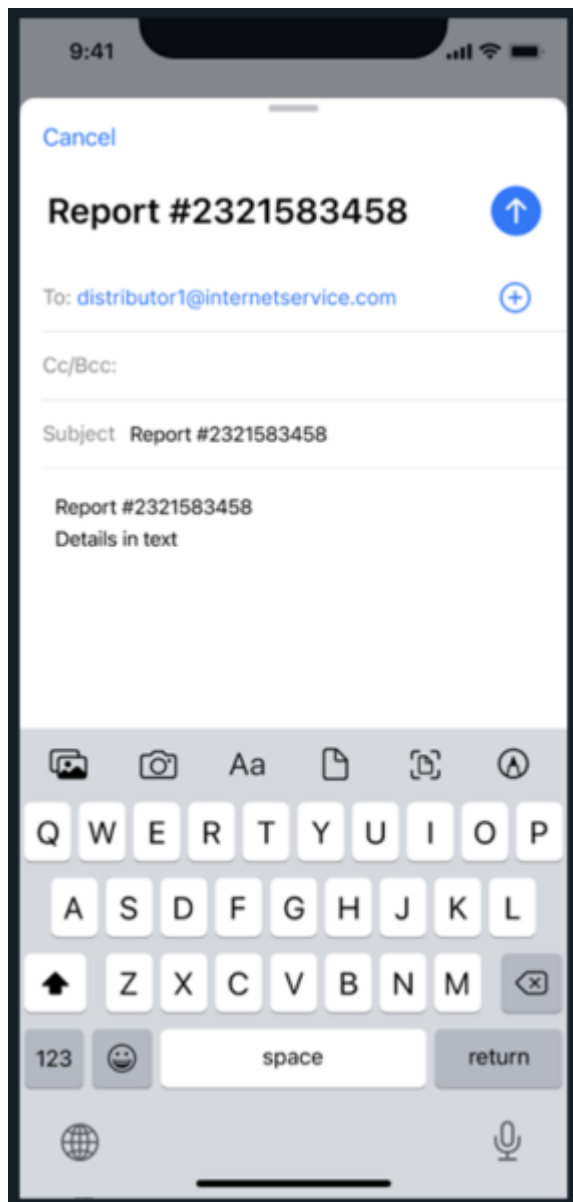 9:41
Cancel
Report #2321583458
To: distributor1@internetservice.com
Cc/Bcc:
Subject Report #2321583458
Report #2321583458
Details in text
Aa
Q W E R T Y U I O P
A S D F G H J K L
Z X C V B N M
123 space return